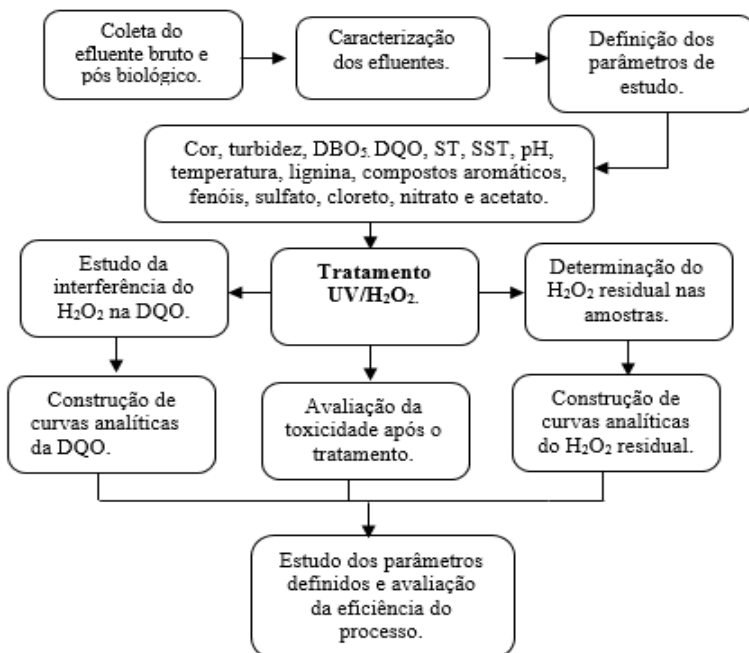 Coleta do
efluente bruto e
pós biológico.
Caracterização
dos efluentes.
Definição dos
parâmetros de
estudo.
Cor, turbidez, DBO₅, DQO, ST, SST, pH,
temperatura, lignina, compostos aromáticos,
fenóis, sulfato, cloreto, nitrato e acetato.
Estudo da
interferência do
H₂O₂ na DQO.
Tratamento
UV/H₂O₂.
Determinação do
H₂O₂ residual nas
amostras.
Construção de
curvas analíticas
da DQO.
Avaliação da
toxicidade após o
tratamento.
Construção de
curvas analíticas
do H₂O₂ residual.
Estudo dos parâmetros
definidos e avaliação
da eficiência do
processo.